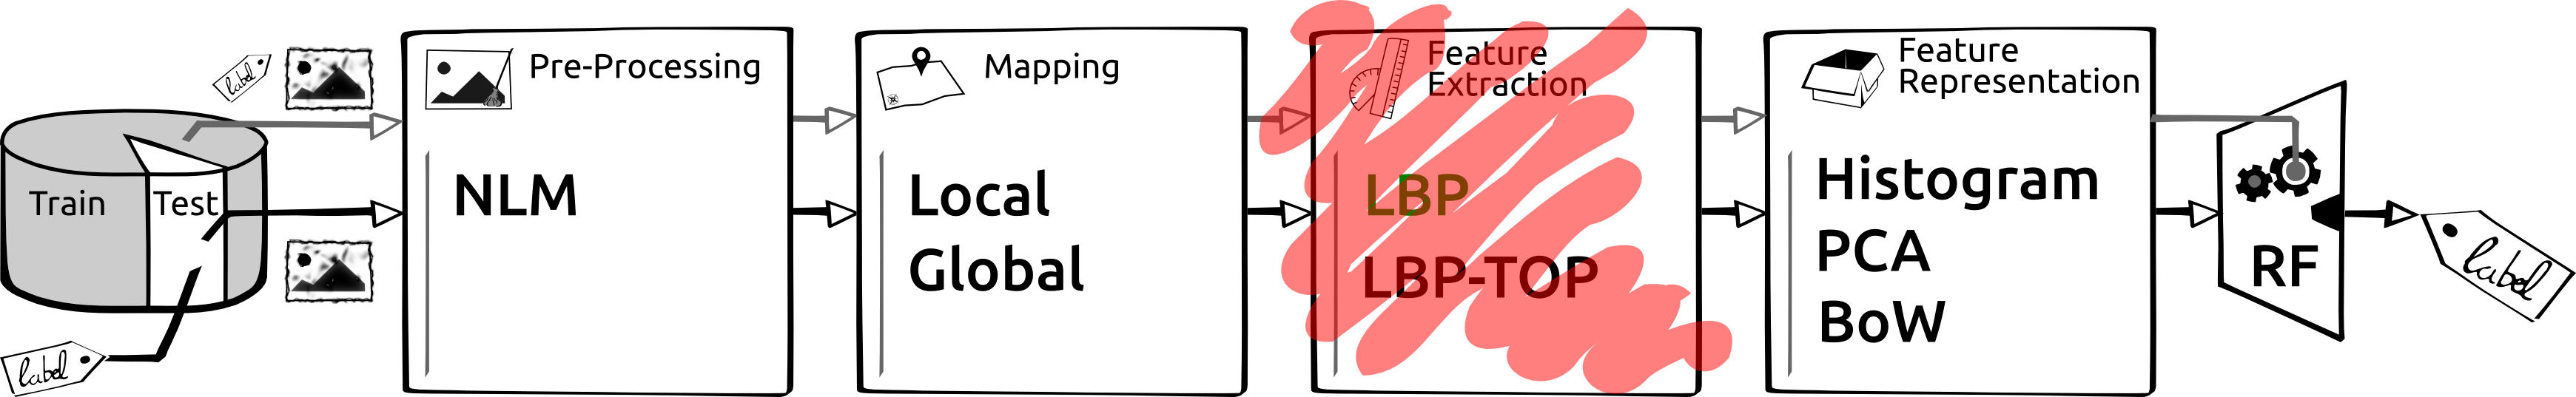 label
Train
Test
label
Pre-Processing
NLM
Mapping
Local
Global
Feature
Extraction
LBP
LBP-TOP
Feature
Representation
Histogram
PCA
BoW
RF
label